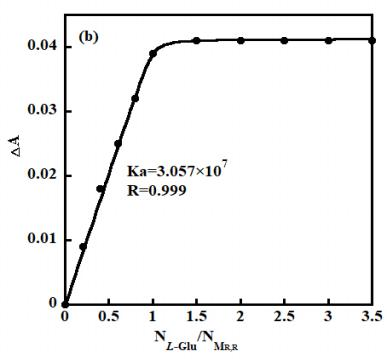 (b)
0.04
0.03
0.02
0.01
0
ΔA
Ka=3.057×10⁷
R=0.999
0 0.5 1 1.5 2 2.5 3 3.5
N_L-Glu/N_MR,R